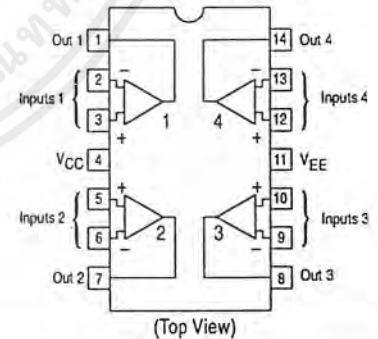 Out 1 1 14 Out 4
2 − − 13
Inputs 1 Inputs 4
3 1 4 12
+ +
VCC 4 11 VEE
5 + + 10
Inputs 2 2 3 Inputs 3
6 − − 9
Out 2 7 8 Out 3
(Top View)